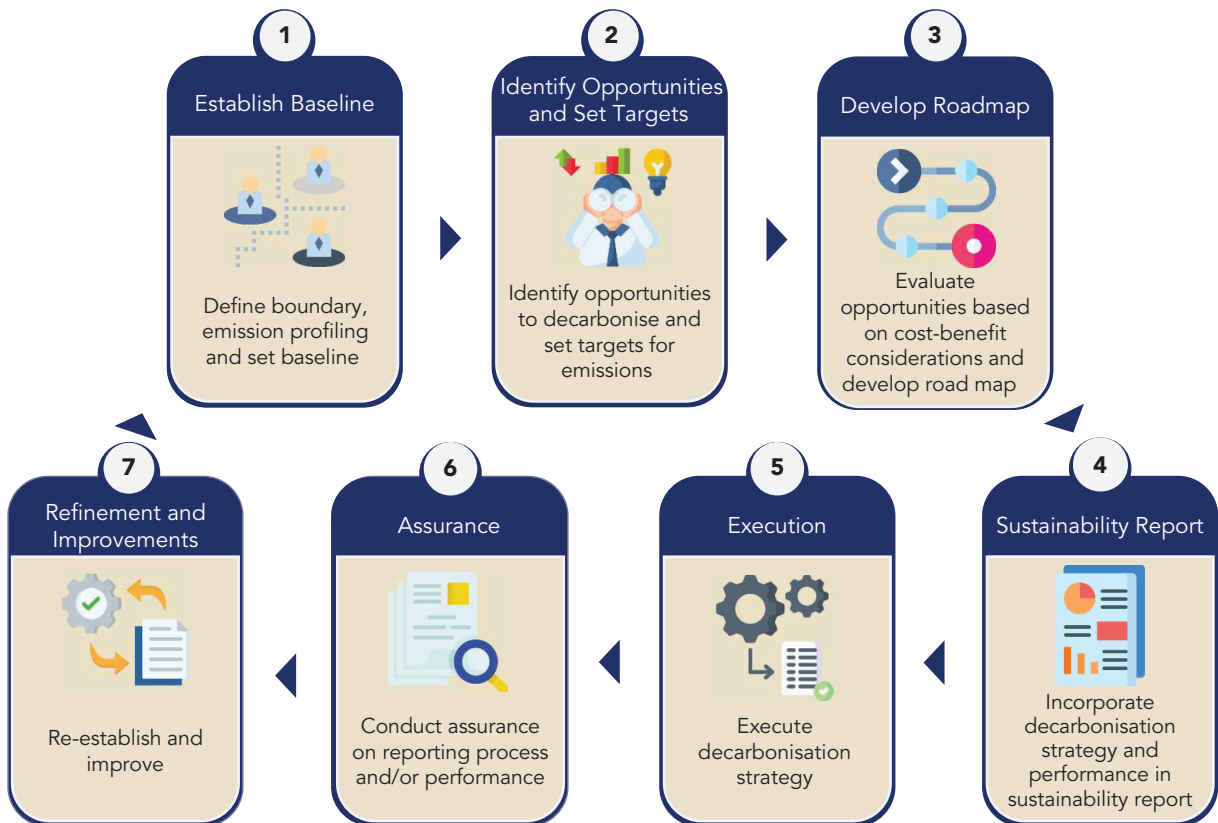 1
Establish Baseline
Define boundary,
emission profiling
and set baseline
2
Identify Opportunities
and Set Targets
Identify opportunities
to decarbonise and
set targets for
emissions
3
Develop Roadmap
Evaluate
opportunities based
on cost-benefit
considerations and
develop road map
4
Sustainability Report
Incorporate
decarbonisation
strategy and
performance in
sustainability report
5
Execution
Execute
decarbonisation
strategy
6
Assurance
Conduct assurance
on reporting process
and/or performance
7
Refinement and
Improvements
Re-establish and
improve